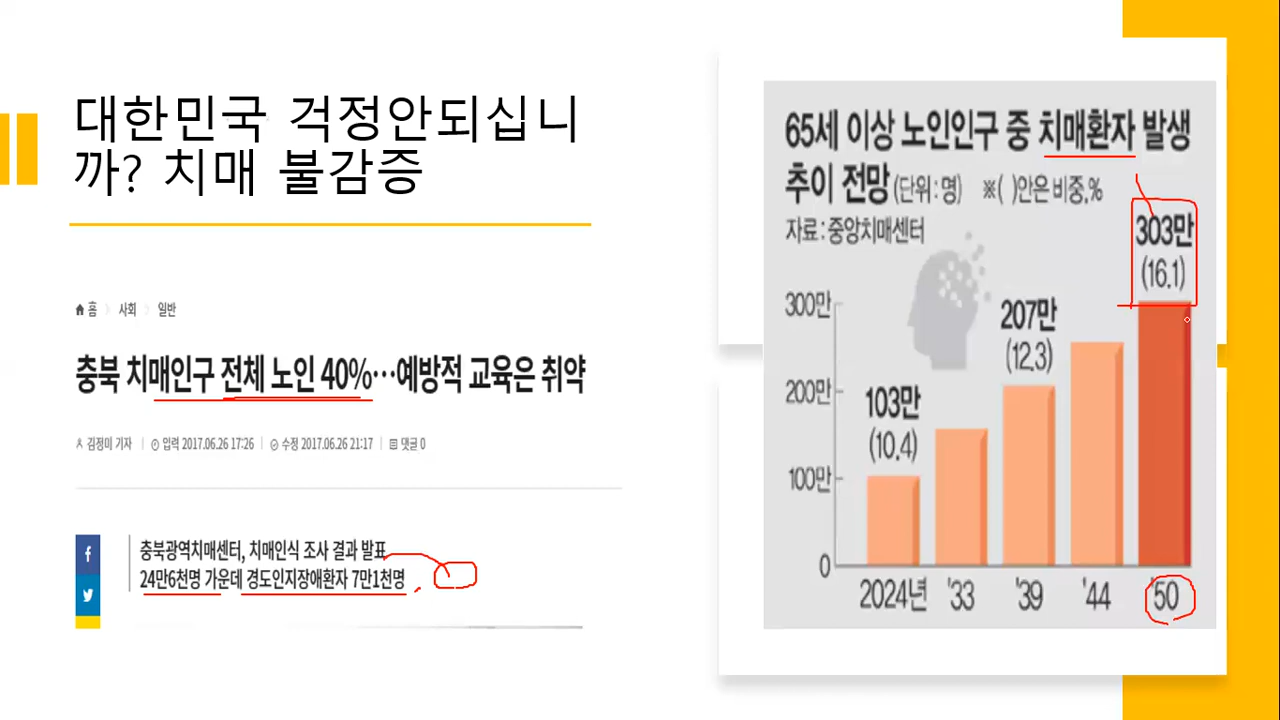 대한민국 걱정안되십니
까? 치매 불감증
홈 > 사회 > 일반
충북 치매인구 전체 노인 40%…예방적 교육은 취약
김정미 기자 | 입력 2017.06.26 17:26 | 수정 2017.06.26 21:17 | 댓글 0
충북광역치매센터, 치매인식 조사 결과 발표
24만6천명 가운데 경도인지장애환자 7만1천명
65세 이상 노인인구 중 치매환자 발생
추이 전망 (단위 : 명) ※( )안은 비중, %
자료 : 중앙치매센터
303만
(16.1)
207만
(12.3)
103만
(10.4)
300만
200만
100만
0
2024년 '33 '39 '44 '50